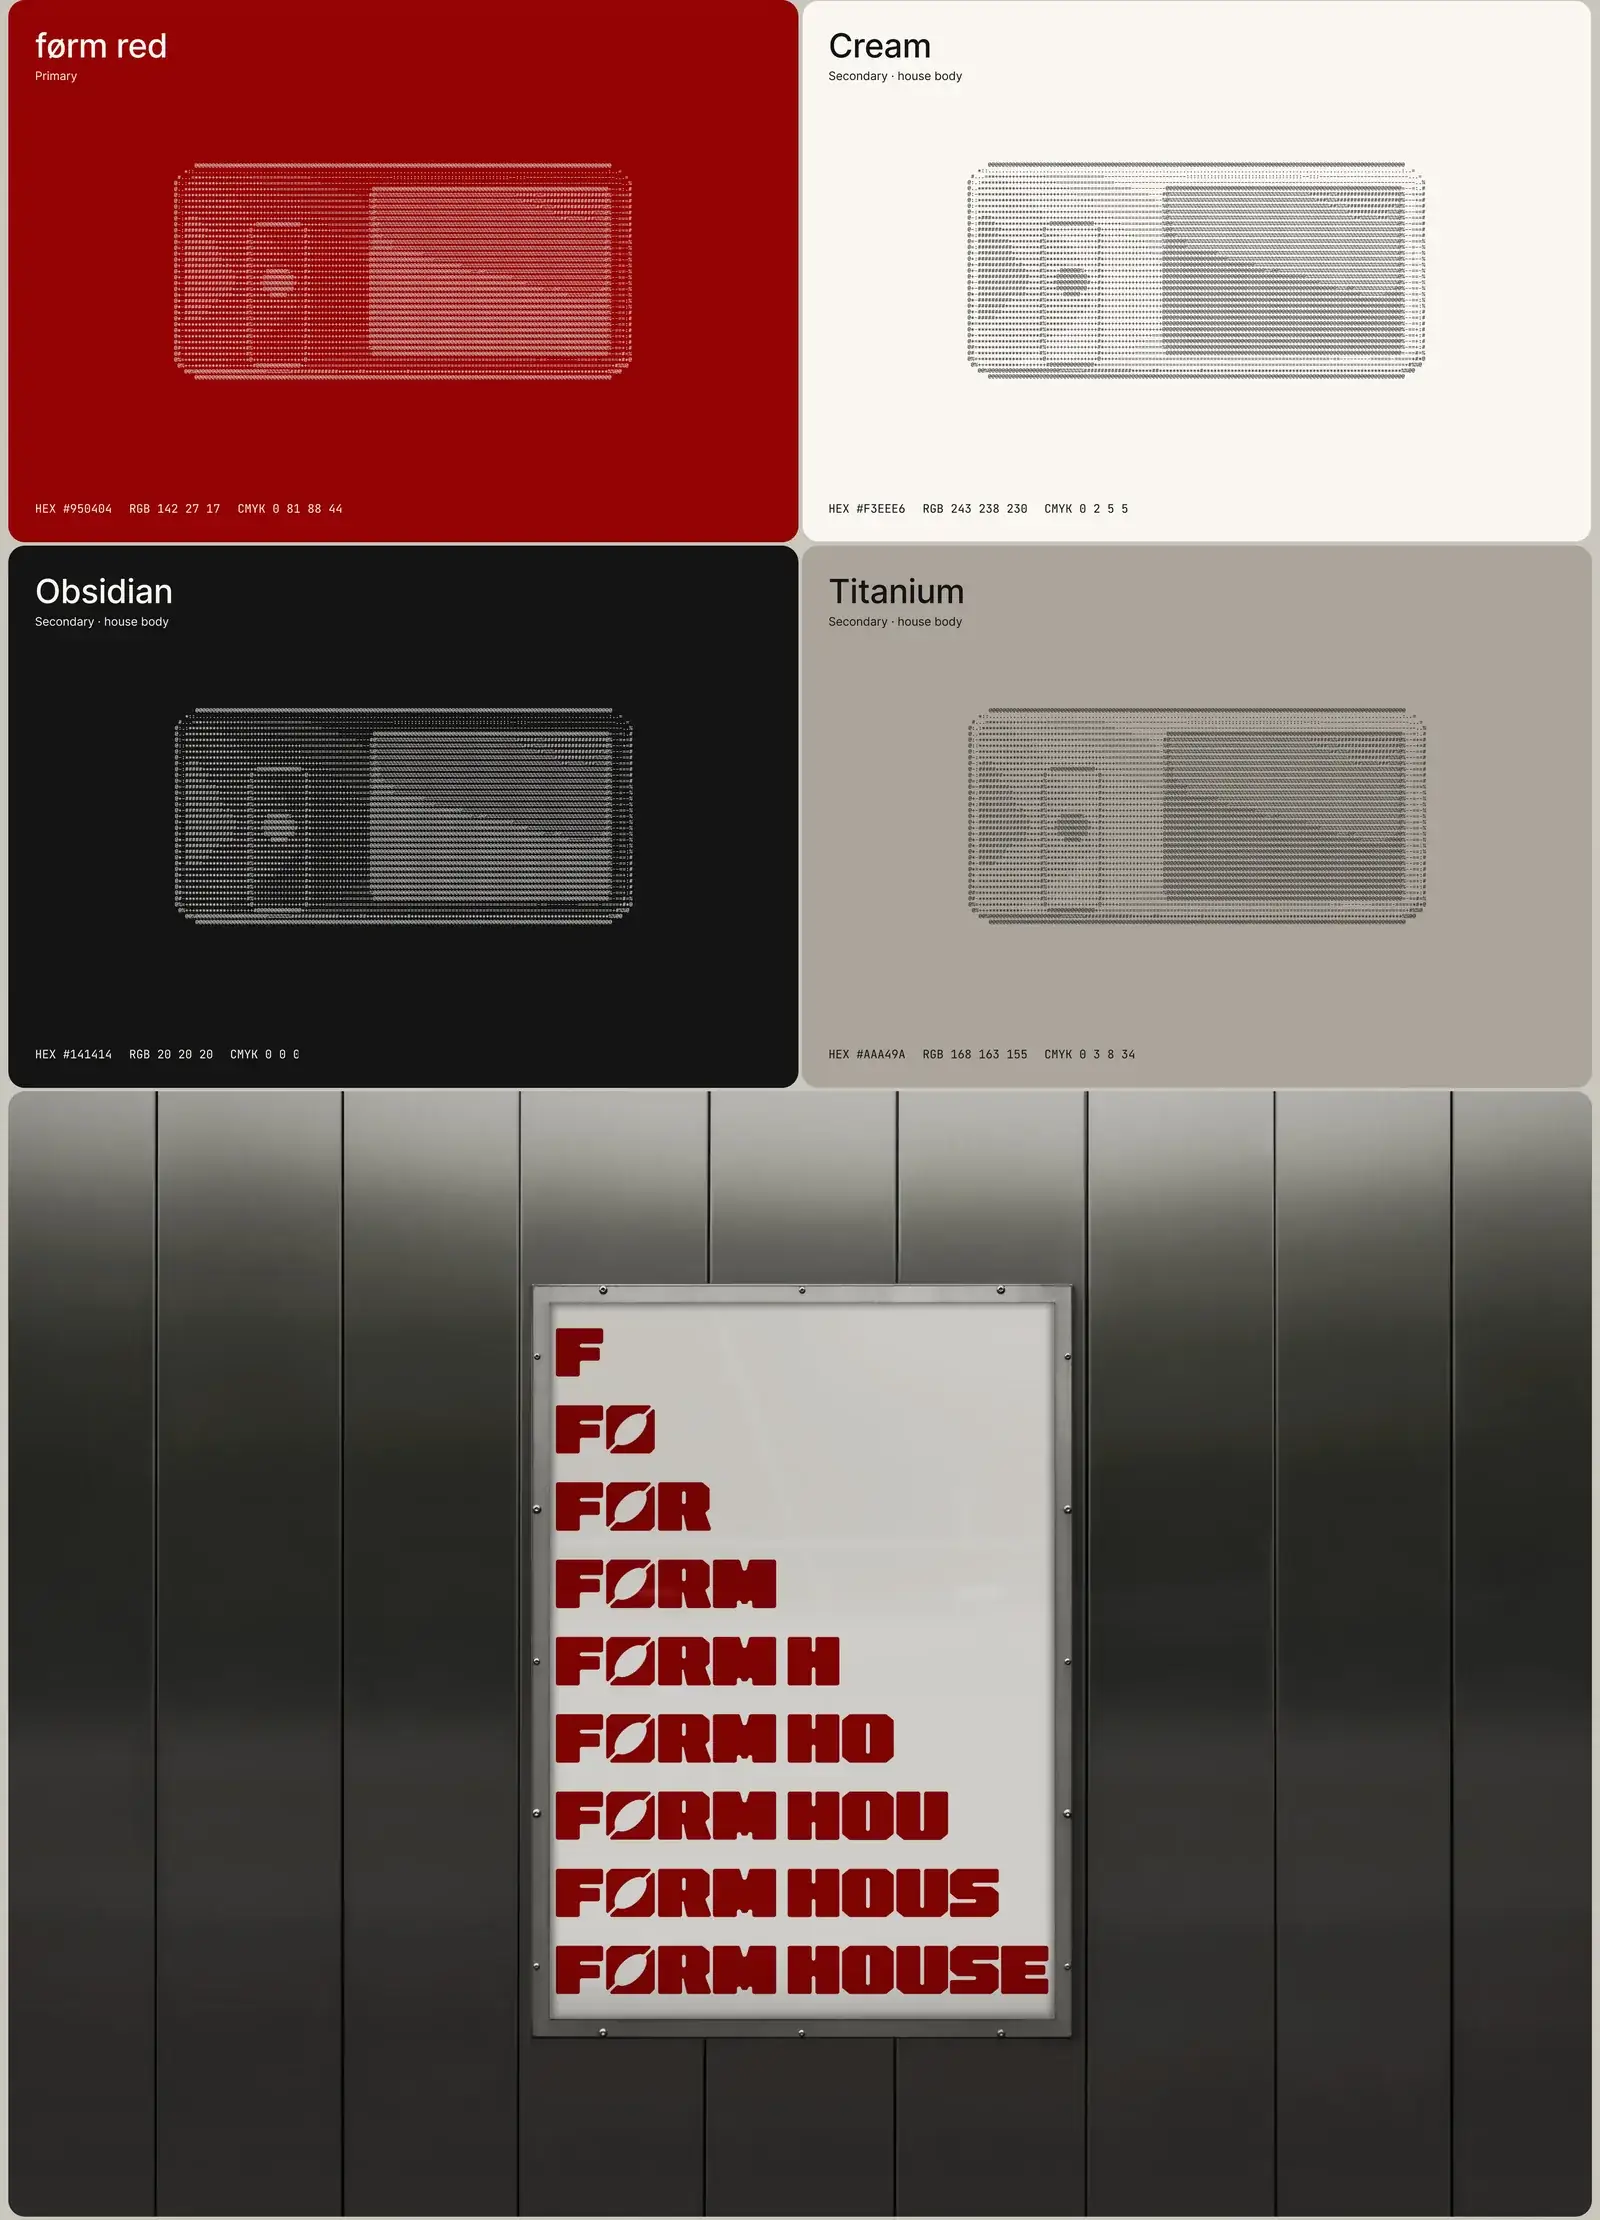 førm red
Primary
HEX #950404 RGB 142 27 17 CMYK 0 81 88 44
Cream
Secondary · house body
HEX #F3EEE6 RGB 243 238 230 CMYK 0 2 5 5
Obsidian
Secondary · house body
HEX #141414 RGB 20 20 20 CMYK 0 0 0
Titanium
Secondary · house body
HEX #AAA49A RGB 168 163 155 CMYK 0 3 8 34
F
FØ
FØR
FØRM
FØRM H
FØRM HO
FØRM HOU
FØRM HOUS
FØRM HOUSE